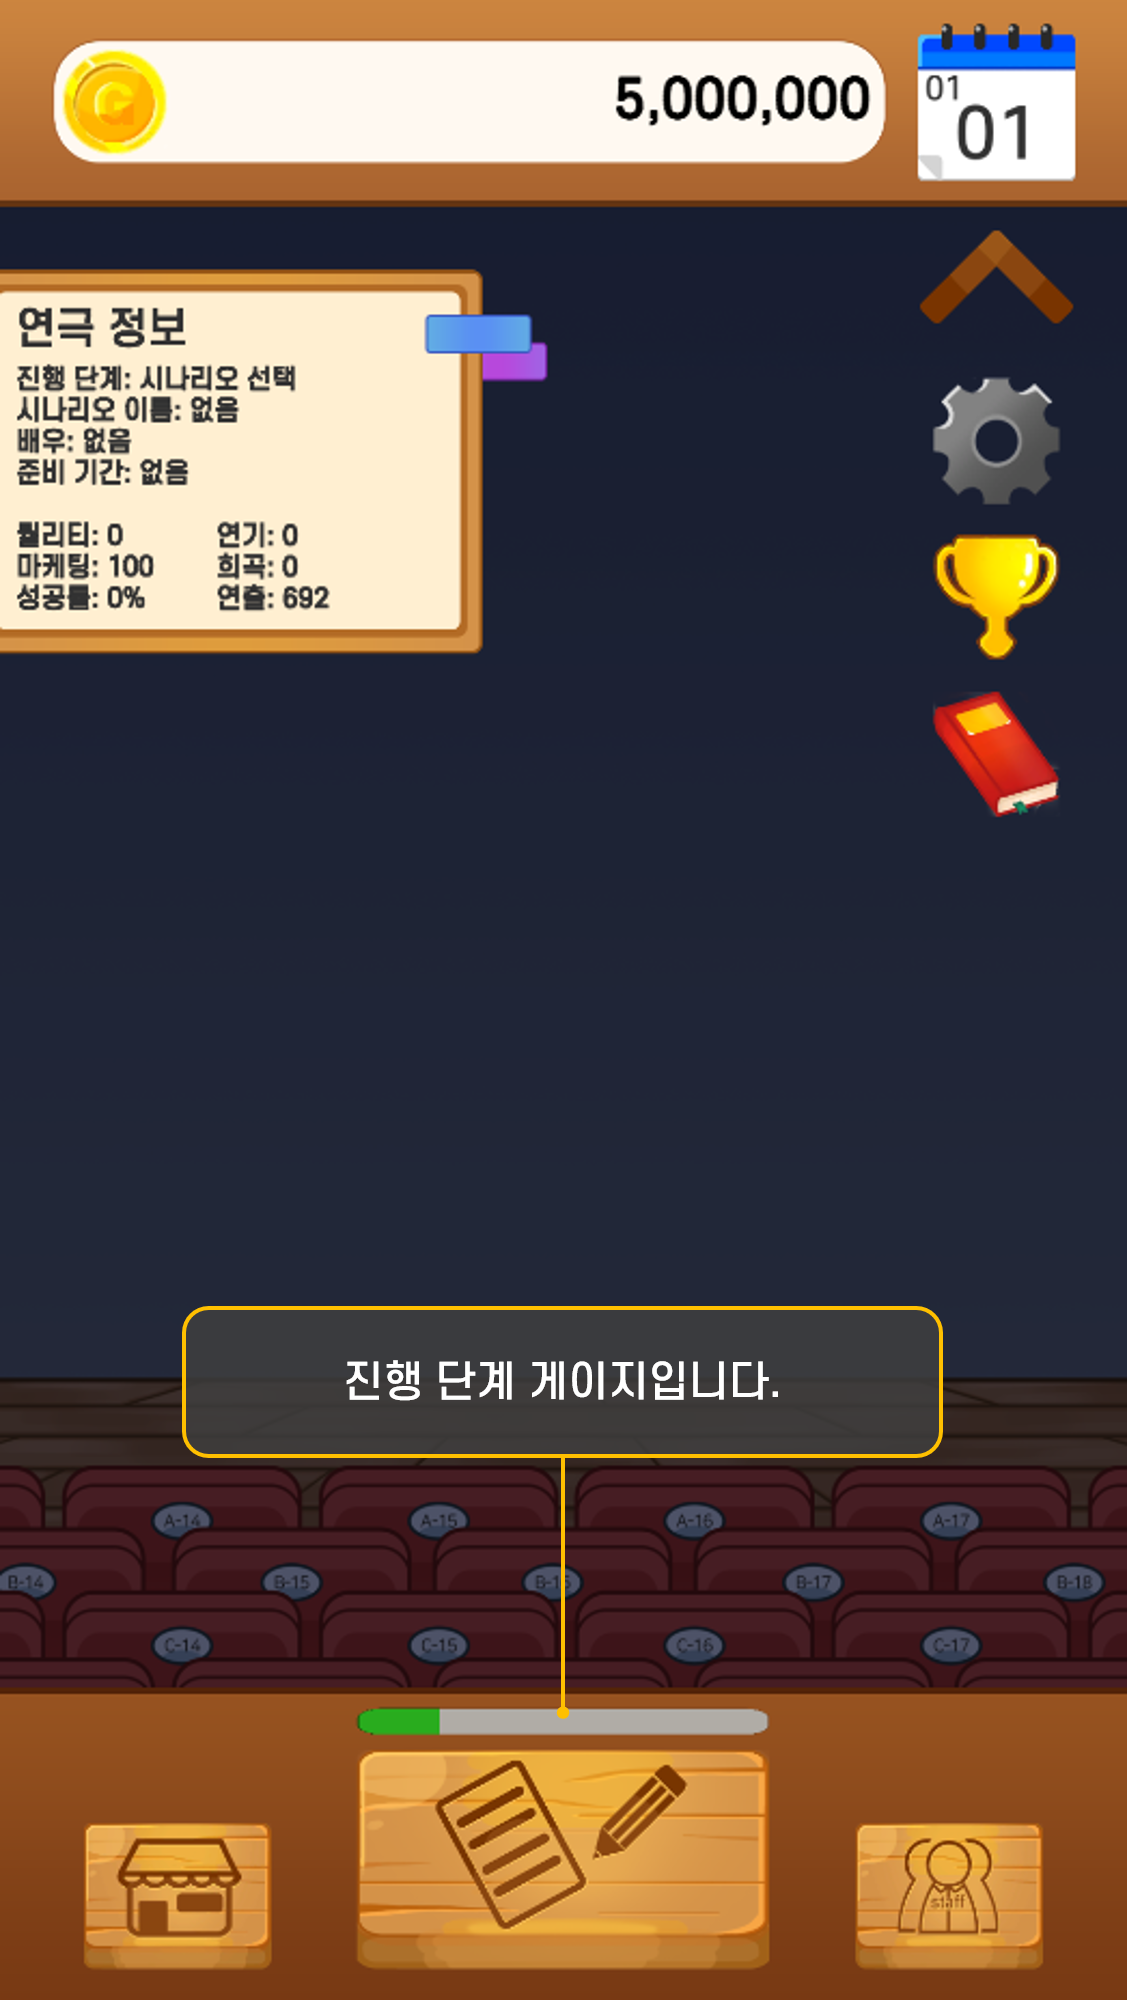 5,000,000
01
01
연극 정보
진행 단계: 시나리오 선택
시나리오 이름: 없음
배우: 없음
준비 기간: 없음
퀄리티: 0 연기: 0
마케팅: 100 희곡: 0
성공률: 0% 연출: 692
진행 단계 게이지입니다.
A-14 A-15 A-16 A-17
B-14 B-15 B-16 B-17 B-18
C-14 C-15 C-16 C-17
staff